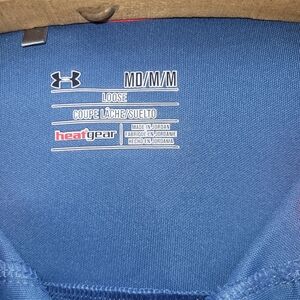 MD/M/M
LOOSE
COUPE LÂCHE/SUELTO
heatgear
MADE IN JORDAN
FABRIQUÉ EN JORDANIE
HECHO EN JORDANIA